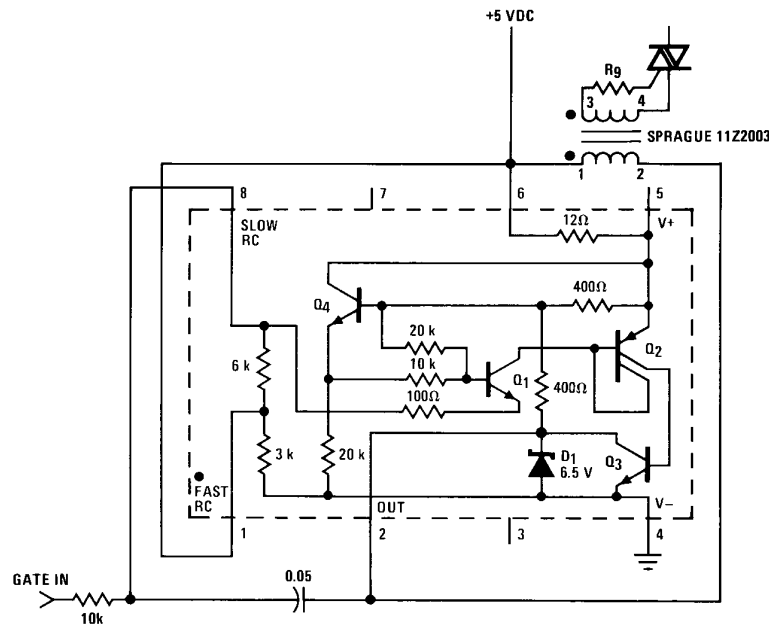 +5 VDC
R9
3 4
SPRAGUE 11Z2003
1 2
8 7 6 5
SLOW
RC
12Ω
V+
Q4
400Ω
20 k
Q2
6 k
10 k
Q1
100Ω
400Ω
3 k
20 k
D1
6.5 V
Q3
FAST
RC
OUT
V−
1 2 3 4
GATE IN
0.05
10k